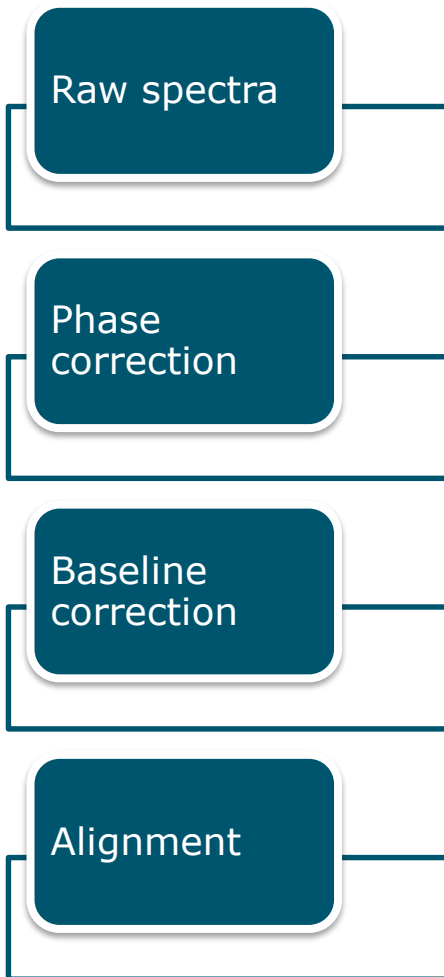 Raw spectra
Phase
correction
Baseline
correction
Alignment